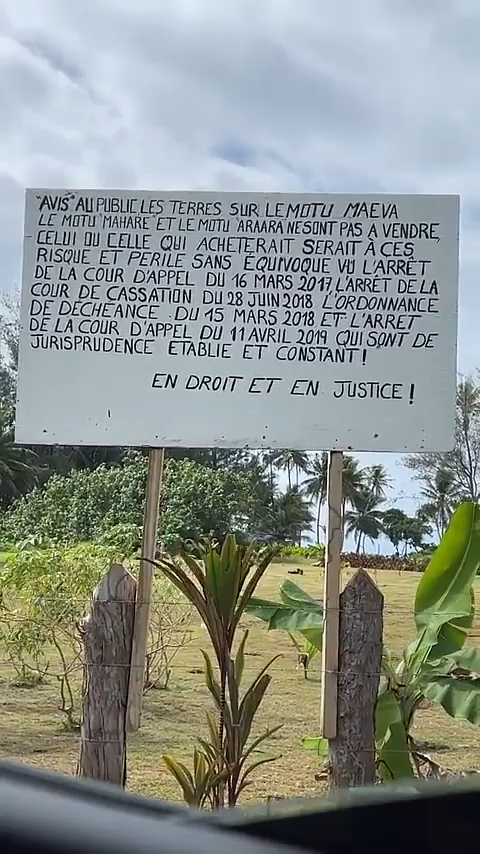 "AVIS" AU PUBLIC LES TERRES SUR LE MOTU MAEVA
LE MOTU "MAHARE" ET LE MOTU "ARAARA NE SONT PAS A VENDRE,
CELUI OU CELLE QUI ACHETERAIT SERAIT À CES
RISQUE ET PERILE SANS ÉQUIVOQUE VU L'ARRÊT
DE LA COUR D'APPEL DU 16 MARS 2017, L'ARRÊT DE LA
COUR DE CASSATION DU 28 JUIN 2018 L'ORDONNANCE
DE DÉCHEANCE. DU 15 MARS 2018 ET L'ARRET
DE LA COUR D'APPEL DU 11 AVRIL 2019 QUI SONT DE
JURISPRUDENCE ETABLIE ET CONSTANT!
EN DROIT ET EN JUSTICE!